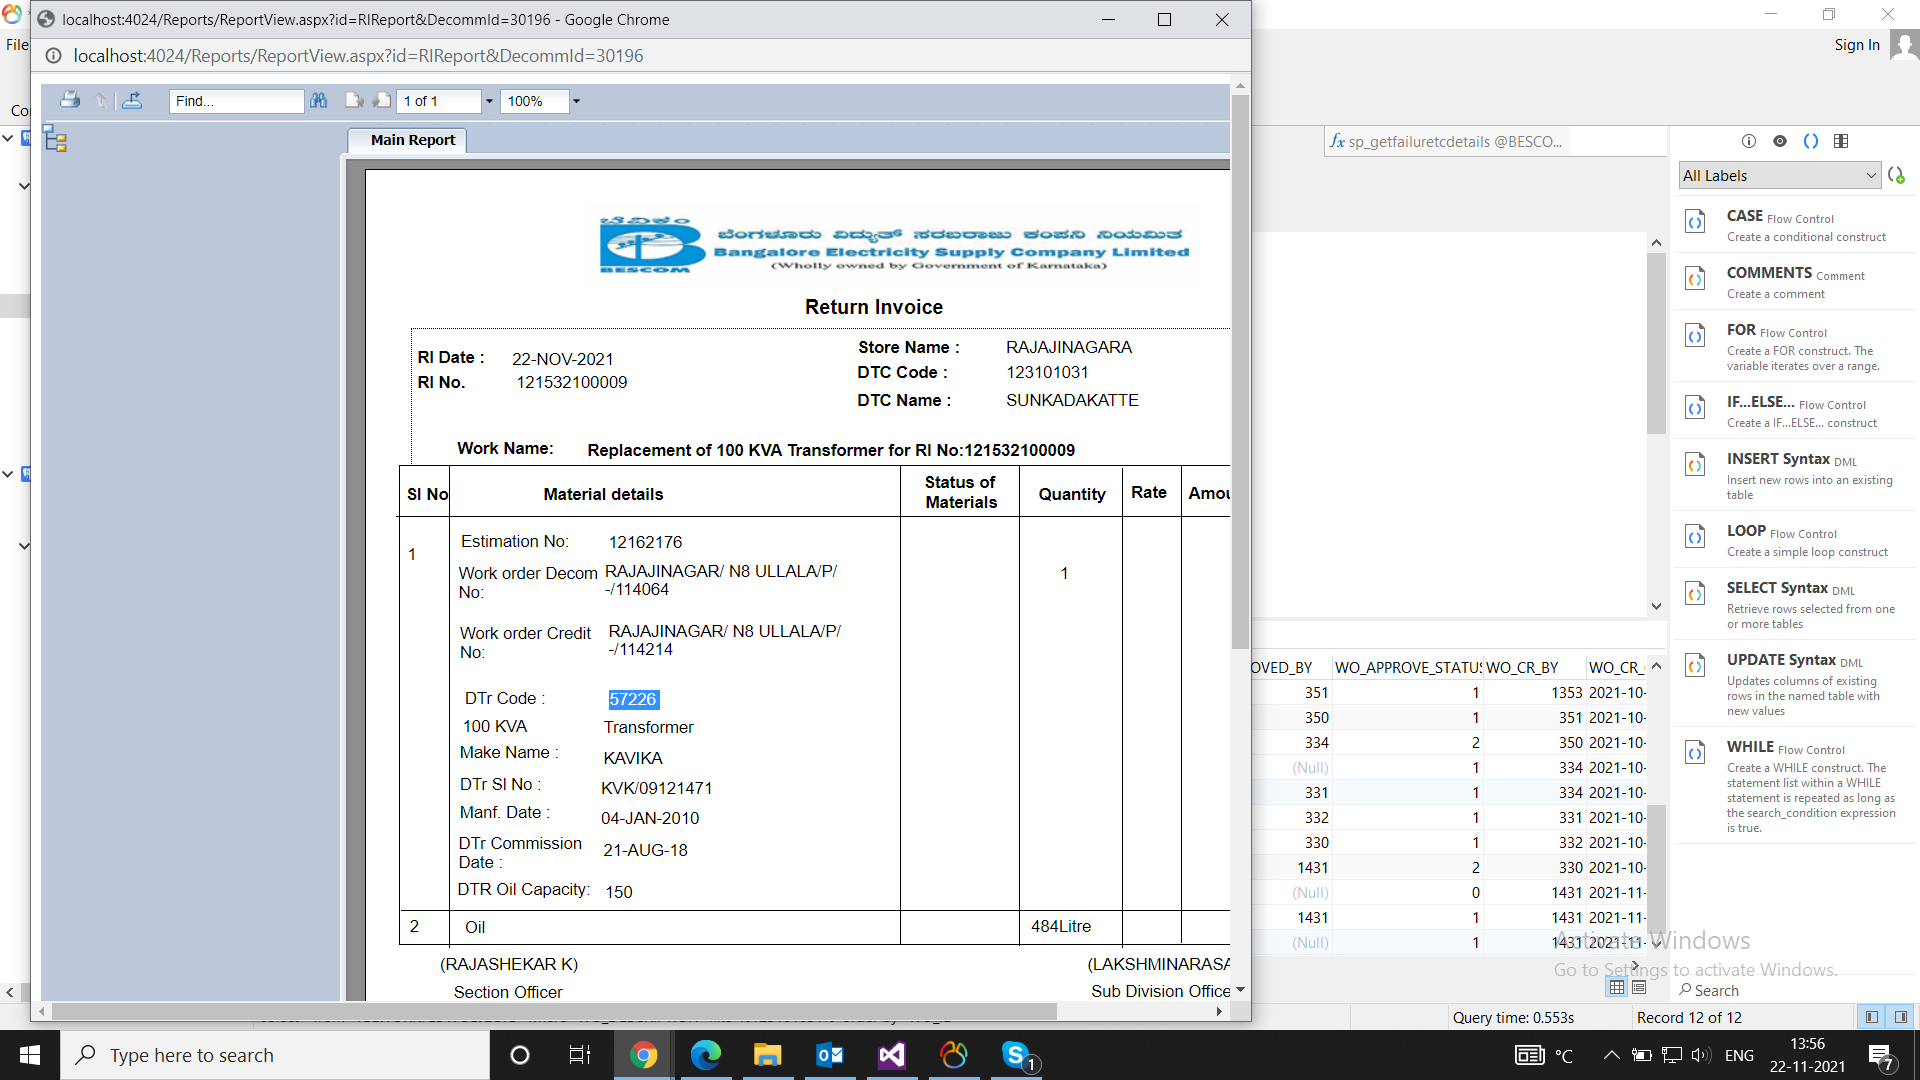 localhost:4024/Reports/ReportView.aspx?id=RIReport&DecommId=30196 - Google Chrome
localhost:4024/Reports/ReportView.aspx?id=RIReport&DecommId=30196
File
Sign In
Find...
1 of 1
100%
Main Report
ಬೆವಿಕಂ
BESCOM
ಬೆಂಗಳೂರು ವಿದ್ಯುತ್ ಸರಬರಾಜು ಕಂಪನಿ ನಿಯಮಿತ
Bangalore Electricity Supply Company Limited
(Wholly owned by Government of Karnataka)
Return Invoice
RI Date : 22-NOV-2021
RI No. 121532100009
Store Name : RAJAJINAGARA
DTC Code : 123101031
DTC Name : SUNKADAKATTE
Work Name: Replacement of 100 KVA Transformer for RI No:121532100009
Sl No Material details Status of Materials Quantity Rate Amou
1
Estimation No: 12162176
Work order Decom No: RAJAJINAGAR/ N8 ULLALA/P/
-/114064
1
Work order Credit No: RAJAJINAGAR/ N8 ULLALA/P/
-/114214
DTr Code : 57226
100 KVA Transformer
Make Name : KAVIKA
DTr Sl No : KVK/09121471
Manf. Date : 04-JAN-2010
DTr Commission Date : 21-AUG-18
DTR Oil Capacity: 150
2 Oil 484Litre
(RAJASHEKAR K) (LAKSHMINARASA
Section Officer Sub Division Office
fx sp_getfailuretcdetails @BESCO...
All Labels
CASE Flow Control
Create a conditional construct
COMMENTS Comment
Create a comment
FOR Flow Control
Create a FOR construct. The
variable iterates over a range.
IF...ELSE... Flow Control
Create a IF...ELSE... construct
INSERT Syntax DML
Insert new rows into an existing
table
LOOP Flow Control
Create a simple loop construct
SELECT Syntax DML
Retrieve rows selected from one
or more tables
UPDATE Syntax DML
Updates columns of existing
rows in the named table with
new values
WHILE Flow Control
Create a WHILE construct. The
statement list within a WHILE
statement is repeated as long as
the search_condition expression
is true.
OVED_BY WO_APPROVE_STATUS WO_CR_BY WO_CR_
351 1 1353 2021-10-
350 1 351 2021-10-
334 2 350 2021-10-
(Null) 1 334 2021-10-
331 1 334 2021-10-
332 1 331 2021-10-
330 1 332 2021-10-
1431 2 330 2021-10-
(Null) 0 1431 2021-11-
1431 1 1431 2021-11-
(Null) 1 1431 2021-11-
Activate Windows
Go to Settings to activate Windows.
Search
Query time: 0.553s Record 12 of 12
Type here to search
1
°C
ENG
13:56
22-11-2021
7